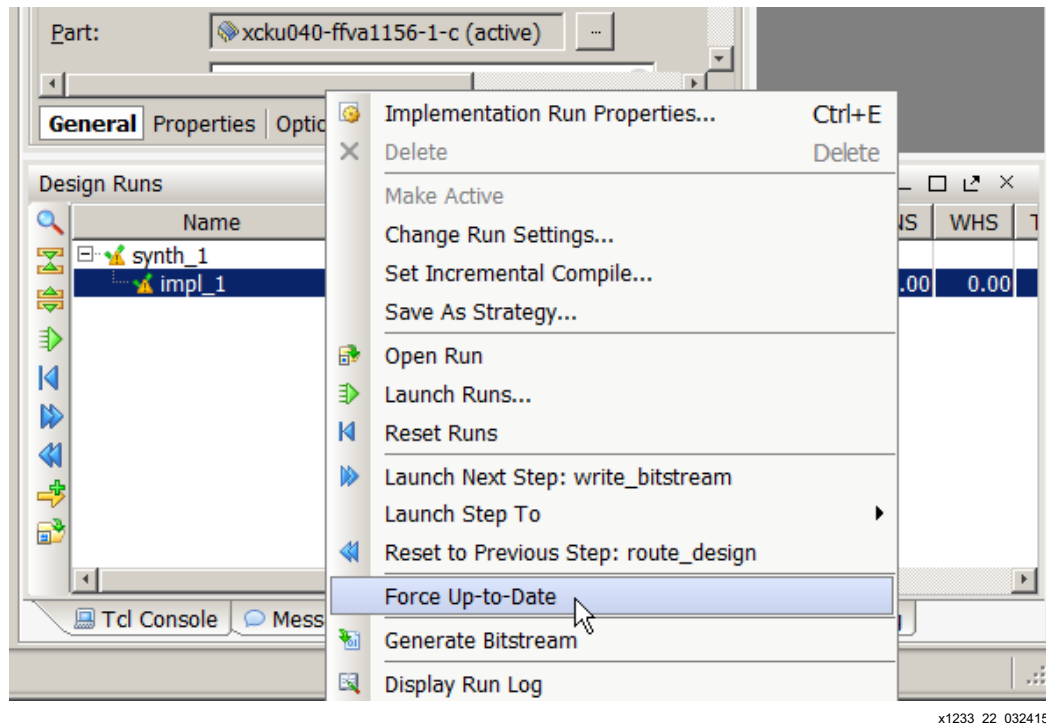 Part: xcku040-ffva1156-1-c (active) ...
General Properties Optio
Implementation Run Properties... Ctrl+E
Delete Delete
Design Runs
Make Active
Name NS WHS T
Change Run Settings...
synth_1
Set Incremental Compile...
impl_1 .00 0.00
Save As Strategy...
Open Run
Launch Runs...
Reset Runs
Launch Next Step: write_bitstream
Launch Step To
Reset to Previous Step: route_design
Force Up-to-Date
Tcl Console Mess
Generate Bitstream
Display Run Log
x1233_22_032415